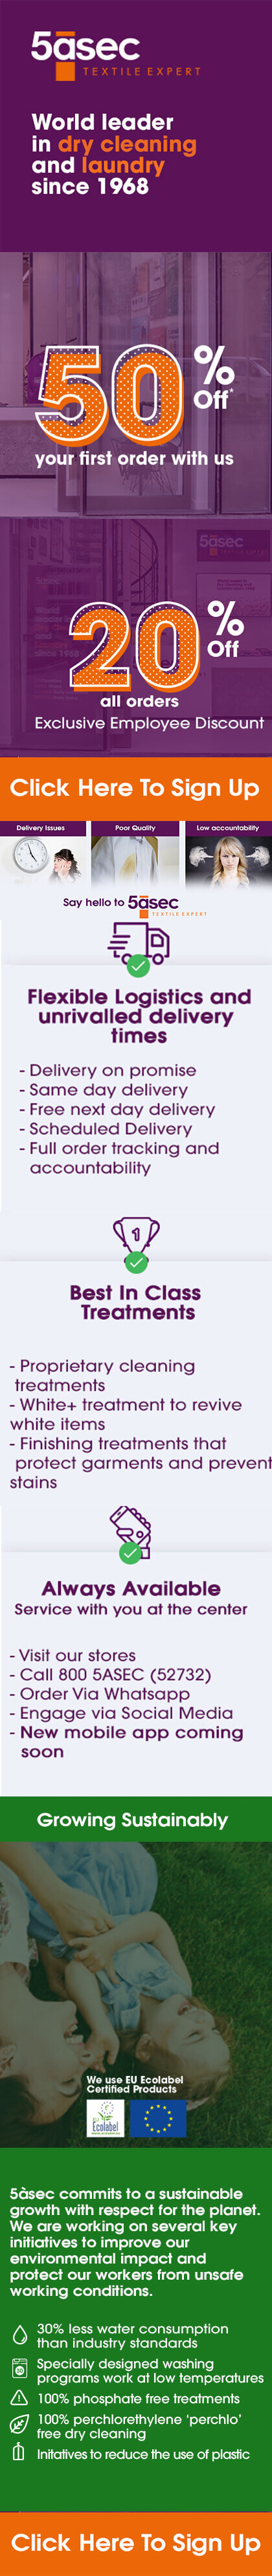 5àsec
TEXTILE EXPERT
World leader
in dry cleaning
and laundry
since 1968
50%
Off*
your first order with us
5àsec
20%
Off
since 1968
all orders
Exclusive Employee Discount
Click Here To Sign Up
Delivery Issues
Poor Quality
Low accountability
Say hello to 5àsec
TEXTILE EXPERT
Flexible Logistics and
unrivalled delivery
times
- Delivery on promise
- Same day delivery
- Free next day delivery
- Scheduled Delivery
- Full order tracking and
accountability
1
Best In Class
Treatments
- Proprietary cleaning
treatments
- White+ treatment to revive
white items
- Finishing treatments that
protect garments and prevent
stains
Always Available
Service with you at the center
- Visit our stores
- Call 800 5ASEC (52732)
- Order Via Whatsapp
- Engage via Social Media
- New mobile app coming
soon
Growing Sustainably
We use EU Ecolabel
Certified Products
Ecolabel
5àsec commits to a sustainable
growth with respect for the planet.
We are working on several key
initiatives to improve our
environmental impact and
protect our workers from unsafe
working conditions.
30% less water consumption
than industry standards
Specially designed washing
programs work at low temperatures
30
100% phosphate free treatments
100% perchlorethylene 'perchlo'
free dry cleaning
Initatives to reduce the use of plastic
Click Here To Sign Up